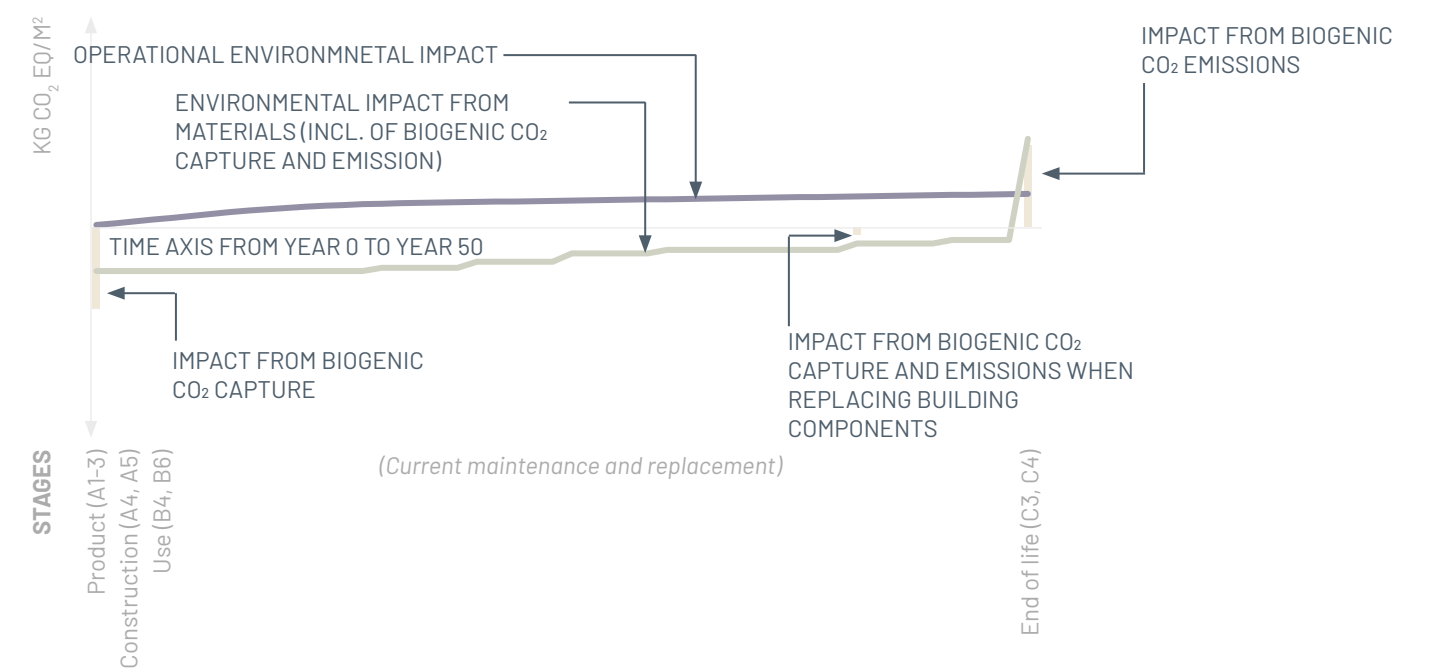 KG CO₂ EQ/M²
OPERATIONAL ENVIRONMNETAL IMPACT
ENVIRONMENTAL IMPACT FROM
MATERIALS (INCL. OF BIOGENIC CO₂
CAPTURE AND EMISSION)
IMPACT FROM BIOGENIC
CO₂ EMISSIONS
TIME AXIS FROM YEAR 0 TO YEAR 50
IMPACT FROM BIOGENIC
CO₂ CAPTURE
IMPACT FROM BIOGENIC CO₂
CAPTURE AND EMISSIONS WHEN
REPLACING BUILDING
COMPONENTS
STAGES
Product (A1-3)
Construction (A4, A5)
Use (B4, B6)
(Current maintenance and replacement)
End of life (C3, C4)